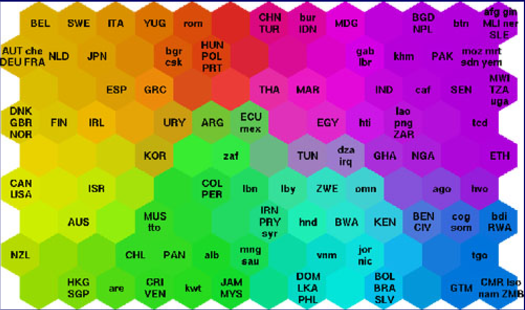 BEL SWE ITA YUG rom CHN MDG BGD bln afg gin
TUR bur IDN NPL MLI ner SLE
AUT che NLD JPN bgr HUN gab khm PAK moz mrt
DEU FRA csk POL PRT lbr sdn yem
ESP GRC THA MAR IND caf SEN MWI TZA uga
DNK GBR NOR FIN IRL URY ARG ECU mex EGY hti lao png ZAR tcd
KOR zaf TUN dza irq GHA NGA ETH
CAN USA ISR COL PER lbn lby ZWE omn ago hvo
AUS MUS tto IRN PRY syr hnd BWA KEN BEN CIV cog som bdi RWA
NZL CHL PAN alb mng sau vnm jor nic tgo
HKG SGP are CRI VEN kwt JAM MYS DOM LKA PHL BOL BRA SLV GTM CMR lso nam ZMB